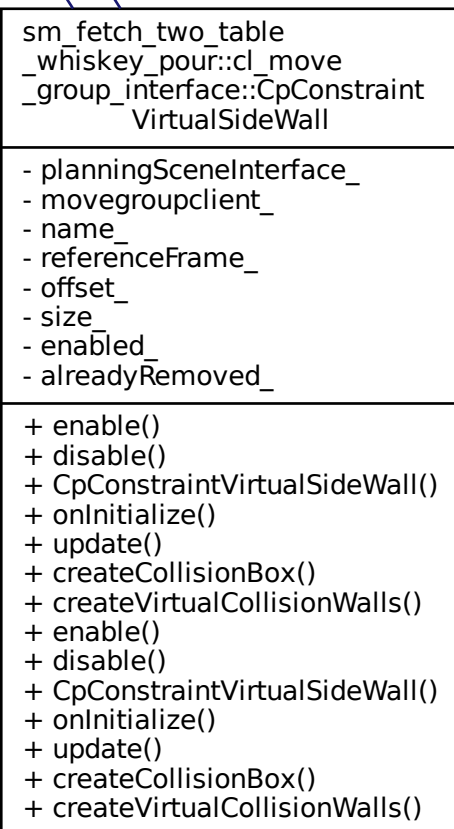 sm_fetch_two_table
_whiskey_pour::cl_move
_group_interface::CpConstraint
VirtualSideWall
- planningSceneInterface_
- movegroupclient_
- name_
- referenceFrame_
- offset_
- size_
- enabled_
- alreadyRemoved_
+ enable()
+ disable()
+ CpConstraintVirtualSideWall()
+ onInitialize()
+ update()
+ createCollisionBox()
+ createVirtualCollisionWalls()
+ enable()
+ disable()
+ CpConstraintVirtualSideWall()
+ onInitialize()
+ update()
+ createCollisionBox()
+ createVirtualCollisionWalls()